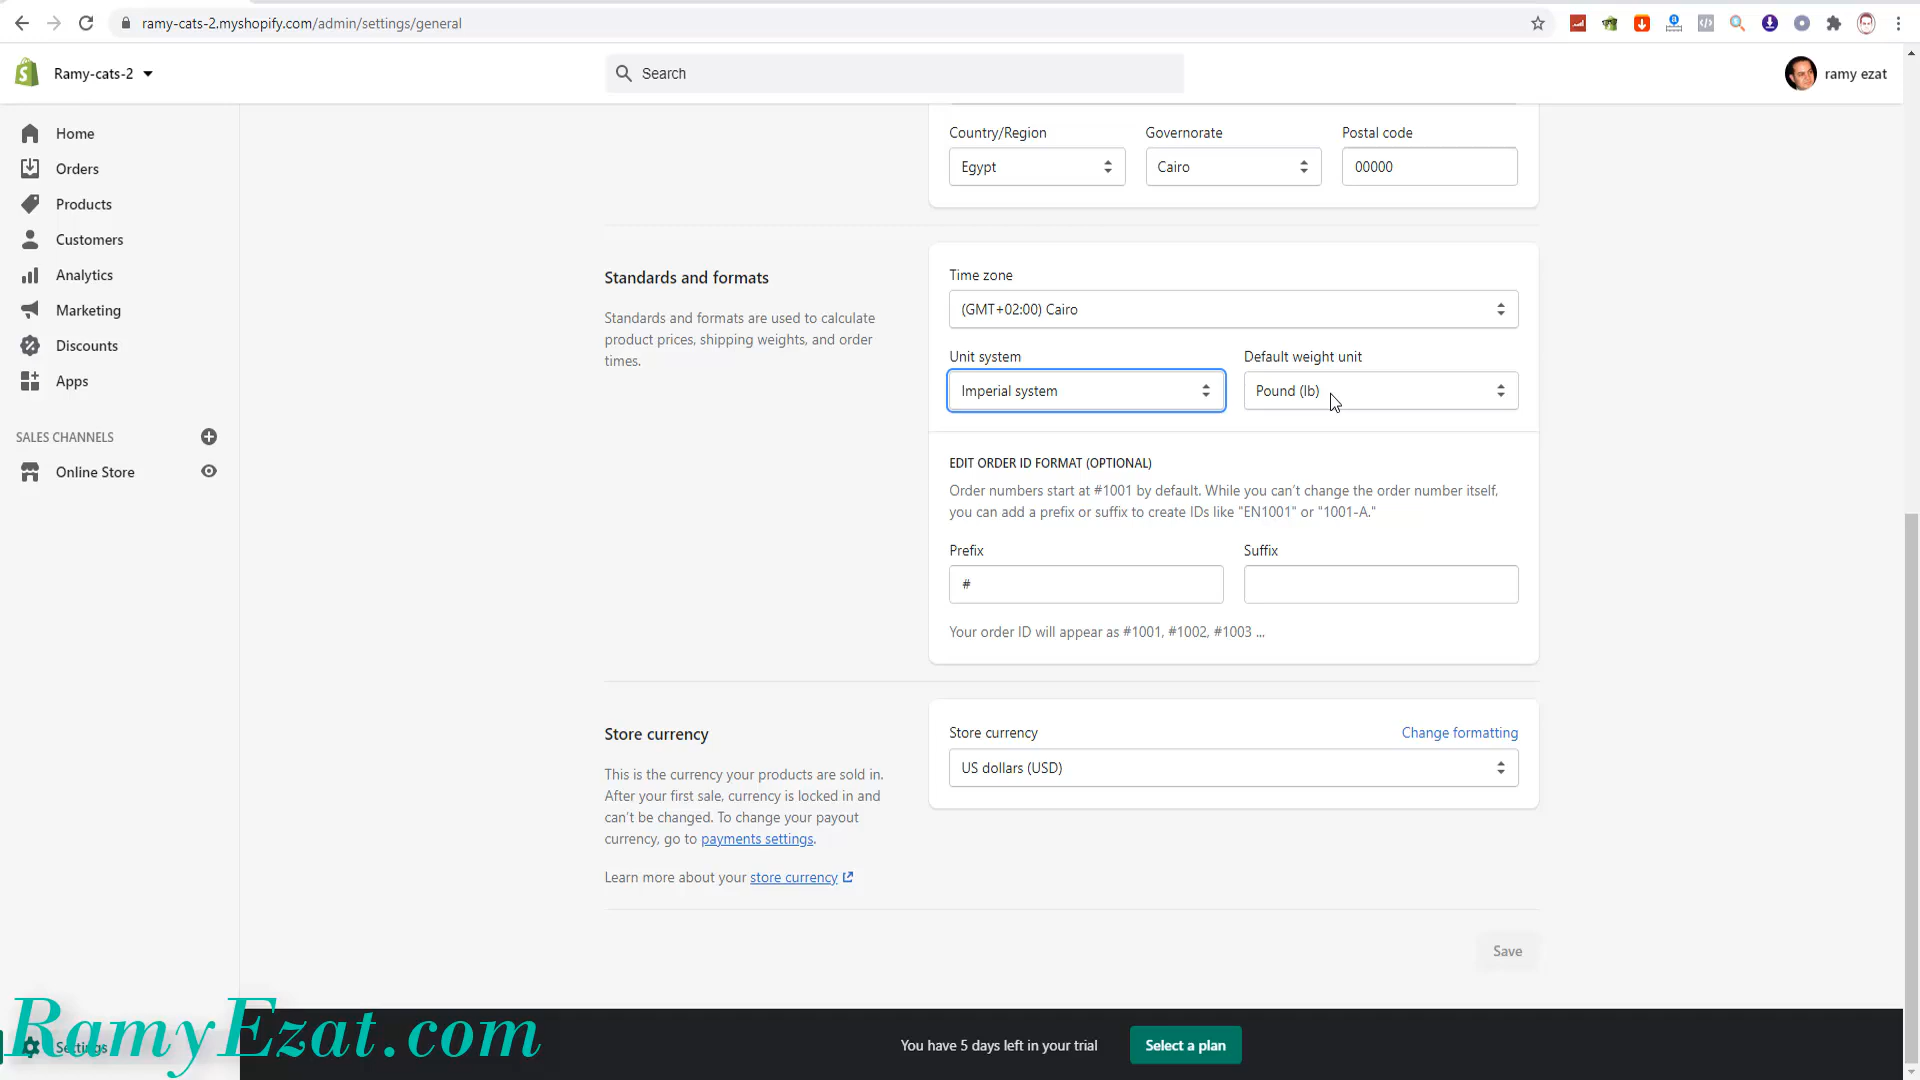 ramy-cats-2.myshopify.com/admin/settings/general
Ramy-cats-2
Search
ramy ezat
Home
Orders
Products
Customers
Analytics
Marketing
Discounts
Apps
SALES CHANNELS
Online Store
Settings
Country/Region
Governorate
Postal code
Egypt
Cairo
00000
Standards and formats
Standards and formats are used to calculate
product prices, shipping weights, and order
times.
Time zone
(GMT+02:00) Cairo
Unit system
Default weight unit
Imperial system
Pound (lb)
EDIT ORDER ID FORMAT (OPTIONAL)
Order numbers start at #1001 by default. While you can't change the order number itself,
you can add a prefix or suffix to create IDs like "EN1001" or "1001-A."
Prefix
Suffix
#
Your order ID will appear as #1001, #1002, #1003 ...
Store currency
This is the currency your products are sold in.
After your first sale, currency is locked in and
can't be changed. To change your payout
currency, go to payments settings.
Learn more about your store currency
Store currency
Change formatting
US dollars (USD)
Save
You have 5 days left in your trial
Select a plan
RamyEzat.com